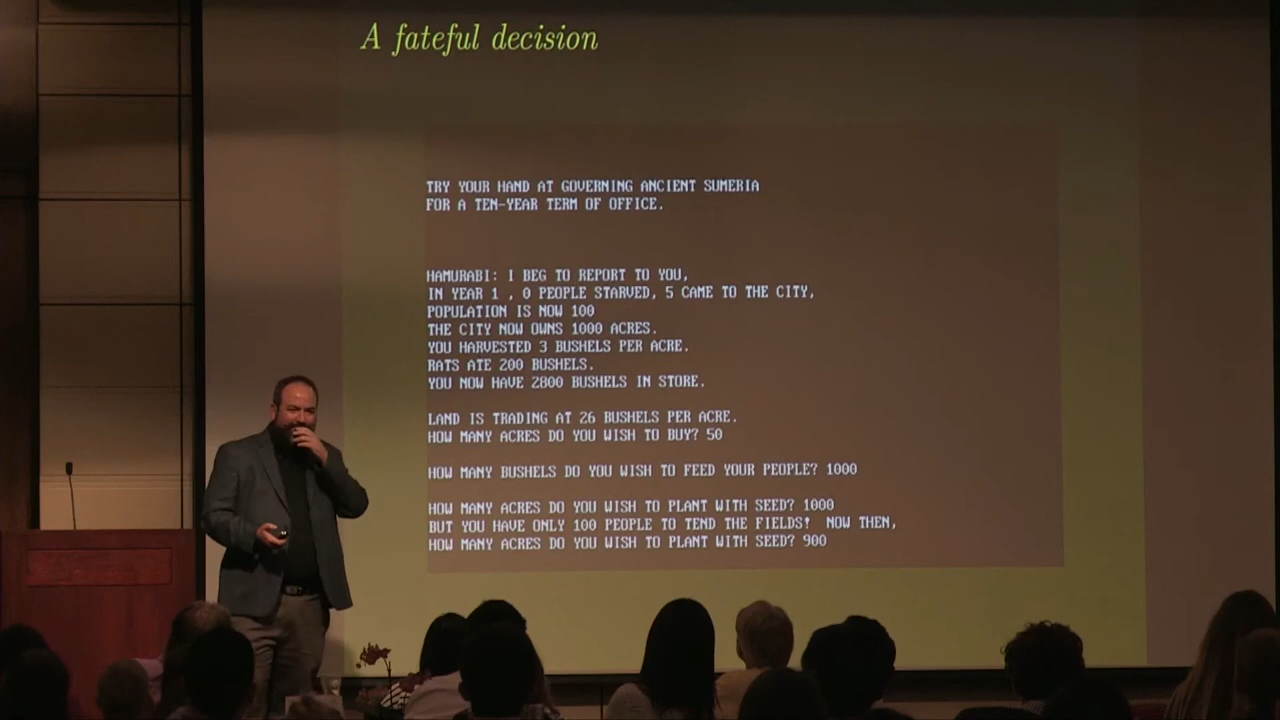 A fateful decision
TRY YOUR HAND AT GOVERNING ANCIENT SUMERIA
FOR A TEN-YEAR TERM OF OFFICE.
HAMURABI: I BEG TO REPORT TO YOU,
IN YEAR 1 , 0 PEOPLE STARVED, 5 CAME TO THE CITY,
POPULATION IS NOW 100
THE CITY NOW OWNS 1000 ACRES.
YOU HARVESTED 3 BUSHELS PER ACRE.
RATS ATE 200 BUSHELS.
YOU NOW HAVE 2800 BUSHELS IN STORE.
LAND IS TRADING AT 26 BUSHELS PER ACRE.
HOW MANY ACRES DO YOU WISH TO BUY? 50
HOW MANY BUSHELS DO YOU WISH TO FEED YOUR PEOPLE? 1000
HOW MANY ACRES DO YOU WISH TO PLANT WITH SEED? 1000
BUT YOU HAVE ONLY 100 PEOPLE TO TEND THE FIELDS! NOW THEN,
HOW MANY ACRES DO YOU WISH TO PLANT WITH SEED? 900